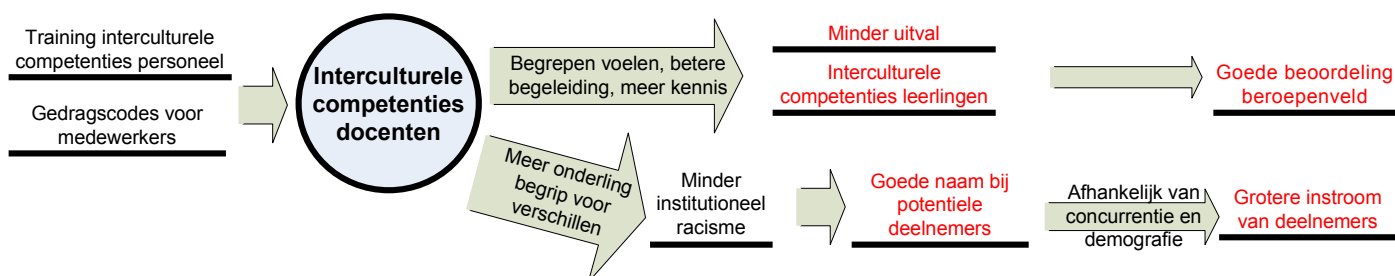 Training interculturele
competenties personeel
Gedragscodes voor
medewerkers
Interculturele
competenties
docenten
Begrepen voelen, betere
begeleiding, meer kennis
Minder uitval
Interculturele
competenties leerlingen
Goede beoordeling
beroepenveld
Meer onderling
begrip voor
verschillen
Minder
institutioneel
racisme
Goede naam bij
potentiele
deelnemers
Afhankelijk van
concurrentie en
demografie
Grotere instroom
van deelnemers